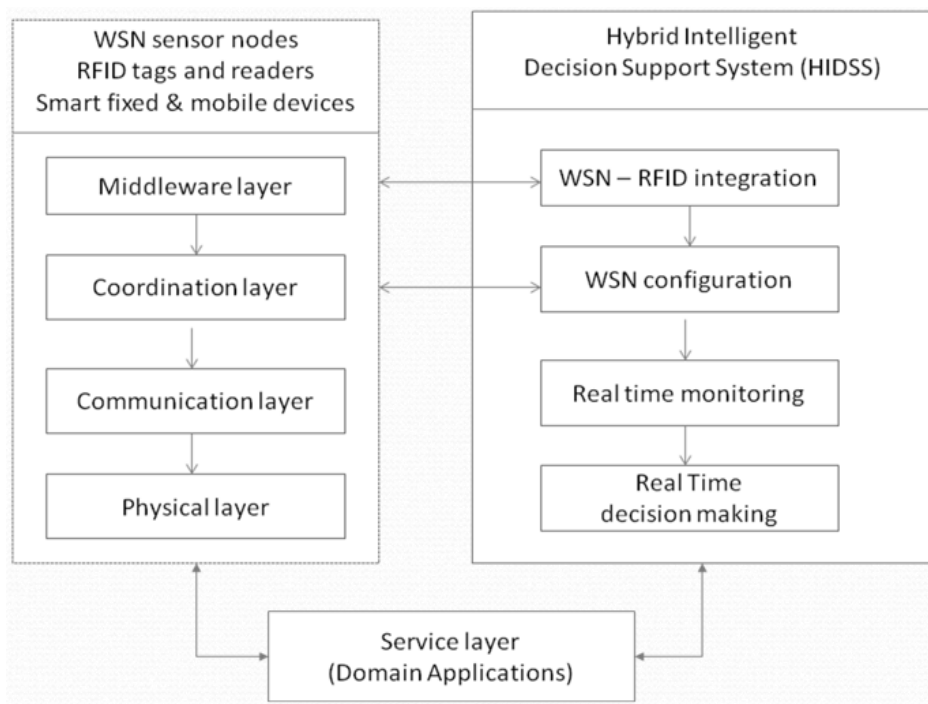 WSN sensor nodes
RFID tags and readers
Smart fixed & mobile devices
Middleware layer
Coordination layer
Communication layer
Physical layer
Hybrid Intelligent
Decision Support System (HIDSS)
WSN – RFID integration
WSN configuration
Real time monitoring
Real Time
decision making
Service layer
(Domain Applications)